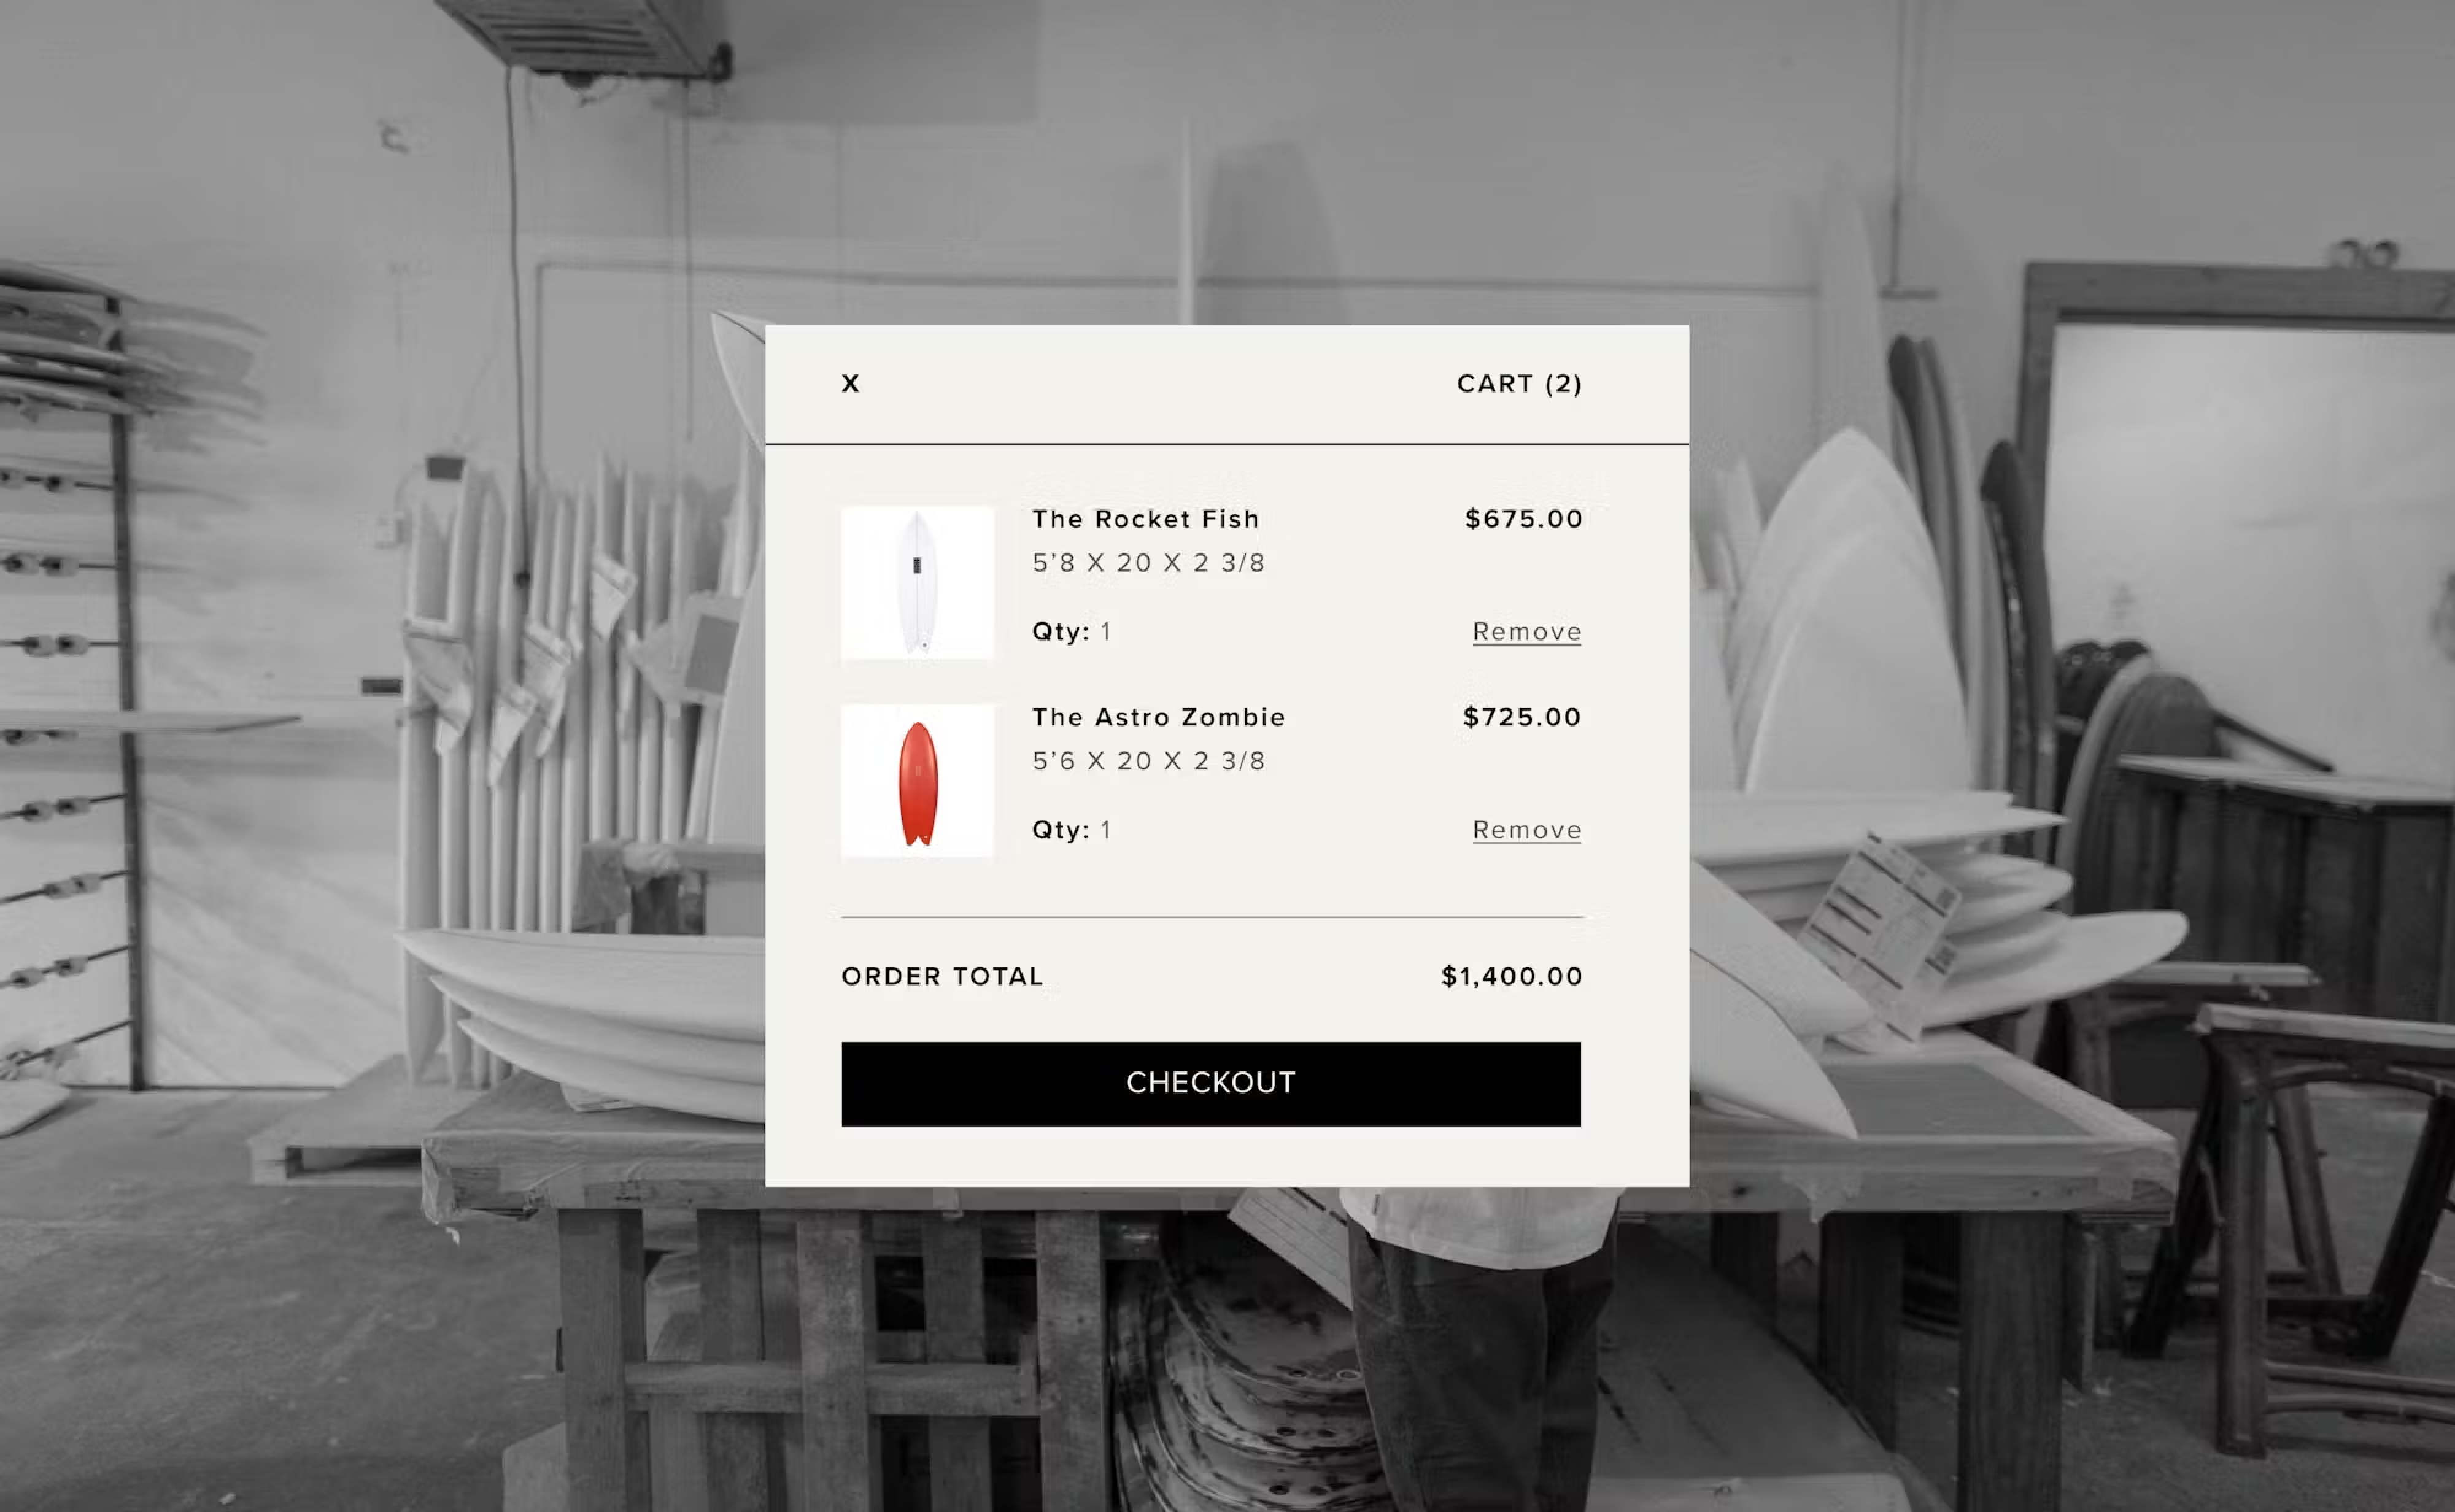 X CART (2)
The Rocket Fish $675.00
5’8 X 20 X 2 3/8
Qty: 1 Remove
The Astro Zombie $725.00
5’6 X 20 X 2 3/8
Qty: 1 Remove
ORDER TOTAL $1,400.00
CHECKOUT